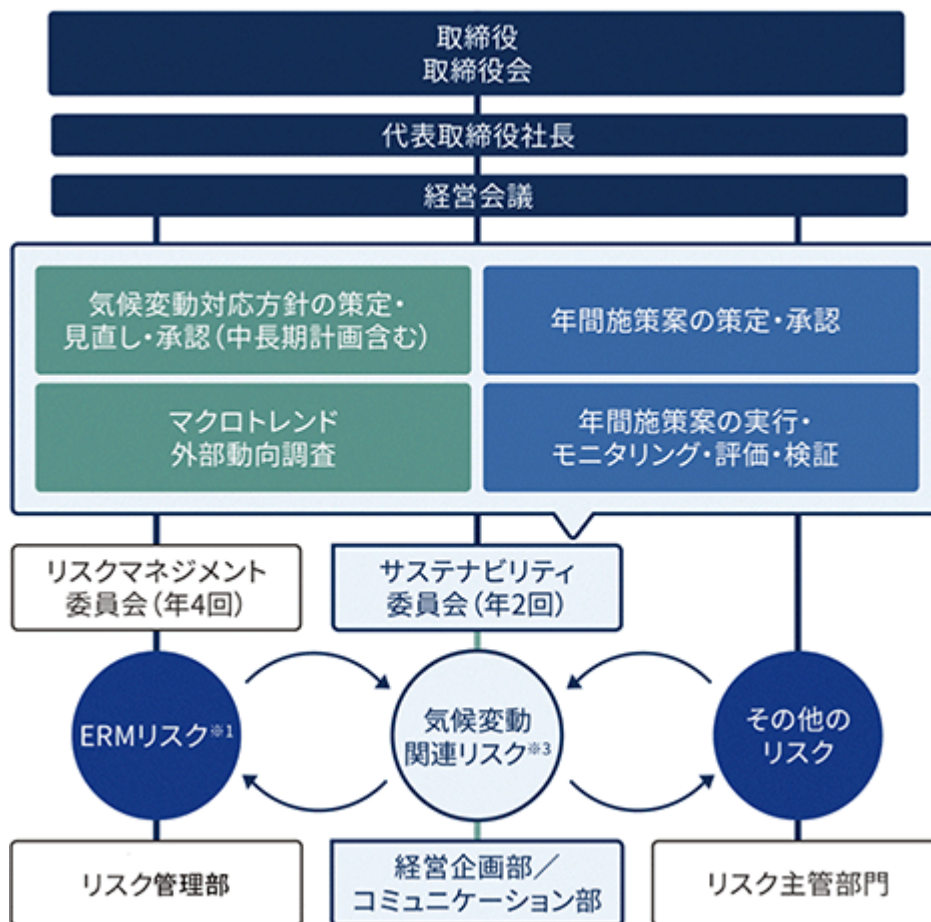 取締役
取締役会
代表取締役社長
経営会議
気候変動対応方針の策定・
見直し・承認（中長期計画含む）
年間施策案の策定・承認
マクロトレンド
外部動向調査
年間施策案の実行・
モニタリング・評価・検証
リスクマネジメント
委員会（年4回）
サステナビリティ
委員会（年2回）
ERMリスク※1
気候変動
関連リスク※3
その他の
リスク
リスク管理部
経営企画部／
コミュニケーション部
リスク主管部門